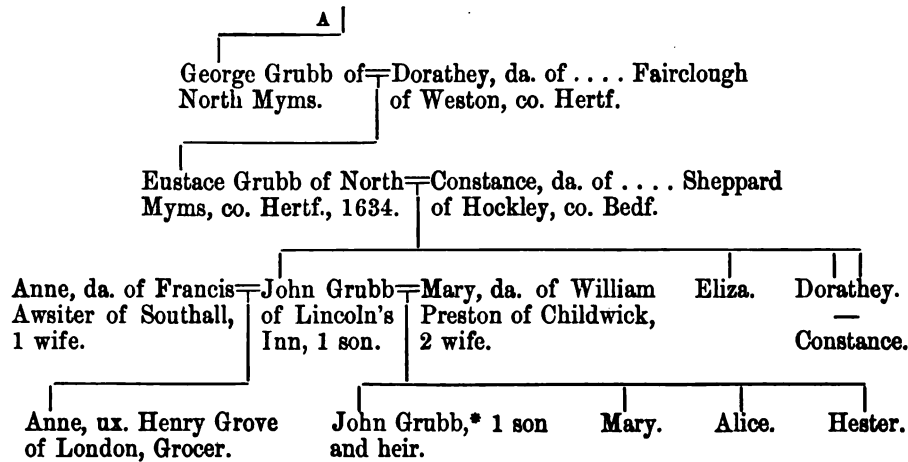 A
George Grubb of Dorathey, da. of .... Fairclough
North Myms. of Weston, co. Hertf.
Eustace Grubb of North Constance, da. of .... Sheppard
Myms, co. Hertf., 1634. of Hockley, co. Bedf.
Anne, da. of Francis John Grubb Mary, da. of William Eliza. Dorathey.
Awsiter of Southall, of Lincoln's Preston of Childwick, —
1 wife. Inn, 1 son. 2 wife. Constance.
Anne, ux. Henry Grove John Grubb,* 1 son Mary. Alice. Hester.
of London, Grocer. and heir.